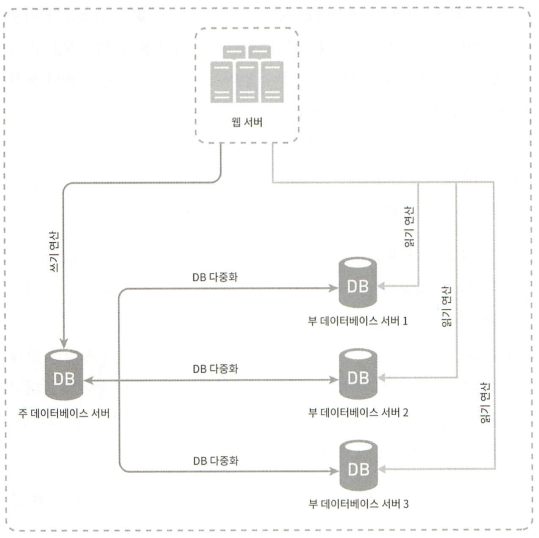 웹 서버
쓰기 연산
읽기 연산
DB 다중화
DB
부 데이터베이스 서버 1
읽기 연산
DB 다중화
DB
DB
주 데이터베이스 서버
부 데이터베이스 서버 2
읽기 연산
DB 다중화
DB
부 데이터베이스 서버 3